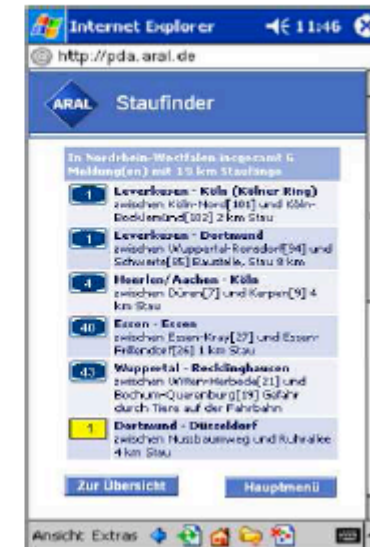 Internet Explorer 11:46
http://pda.aral.de
ARAL Staufinder
In Nordrhein-Westfalen insgesamt 6
Meldung(en) mit 19 km Staulänge
1 Leverkusen - Köln (Kölner Ring)
zwischen Köln-Nord[101] und Köln-
Bocklemünd[102] 2 km Stau
1 Leverkusen - Dortmund
zwischen Wuppertal-Ronsdorf[94] und
Schwerte[85] Baustelle, Stau 8 km
4 Heerlen/Aachen - Köln
zwischen Düren[7] und Kerpen[9] 4
km Stau
40 Essen - Essen
zwischen Essen-Kray[27] und Essen-
Frillendorf[26] 1 km Stau
43 Wuppertal - Recklinghausen
zwischen Witten-Herbede[21] und
Bochum-Querenburg[19] Gefahr
durch Tiere auf der Fahrbahn
1 Dortmund - Düsseldorf
zwischen Nussbaumweg und Ruhrallee
4 km Stau
Zur Übersicht Hauptmenü
Ansicht Extras